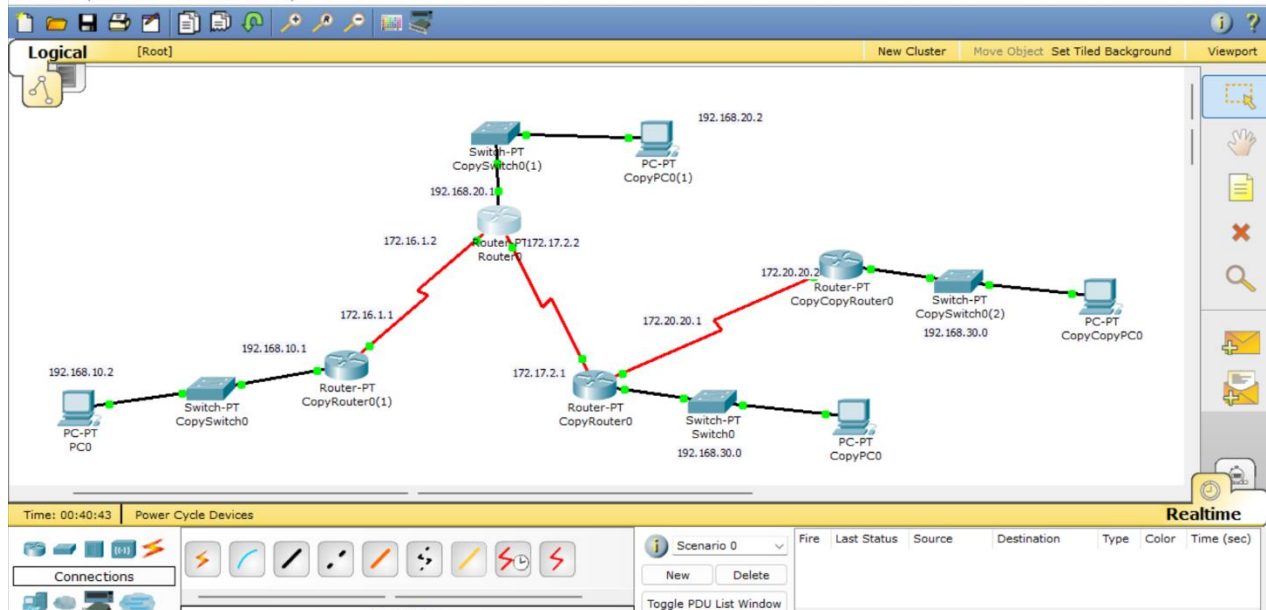 Logical
[Root]
New Cluster
Move Object
Set Tiled Background
Viewport
192.168.20.2
Switch-PT
CopySwitch0(1)
PC-PT
CopyPC0(1)
192.168.20.1
172.16.1.2
Router-PT
Router0
172.17.2.2
172.20.20.2
Router-PT
CopyCopyRouter0
Switch-PT
CopySwitch0(2)
192.168.30.0
PC-PT
CopyCopyPC0
172.16.1.1
172.20.20.1
192.168.10.1
192.168.10.2
Router-PT
CopyRouter0(1)
172.17.2.1
Switch-PT
CopySwitch0
PC-PT
PC0
Router-PT
CopyRouter0
Switch-PT
Switch0
192.168.30.0
PC-PT
CopyPC0
Time: 00:40:43
Power Cycle Devices
Realtime
Connections
Scenario 0
New
Delete
Toggle PDU List Window
Fire
Last Status
Source
Destination
Type
Color
Time (sec)